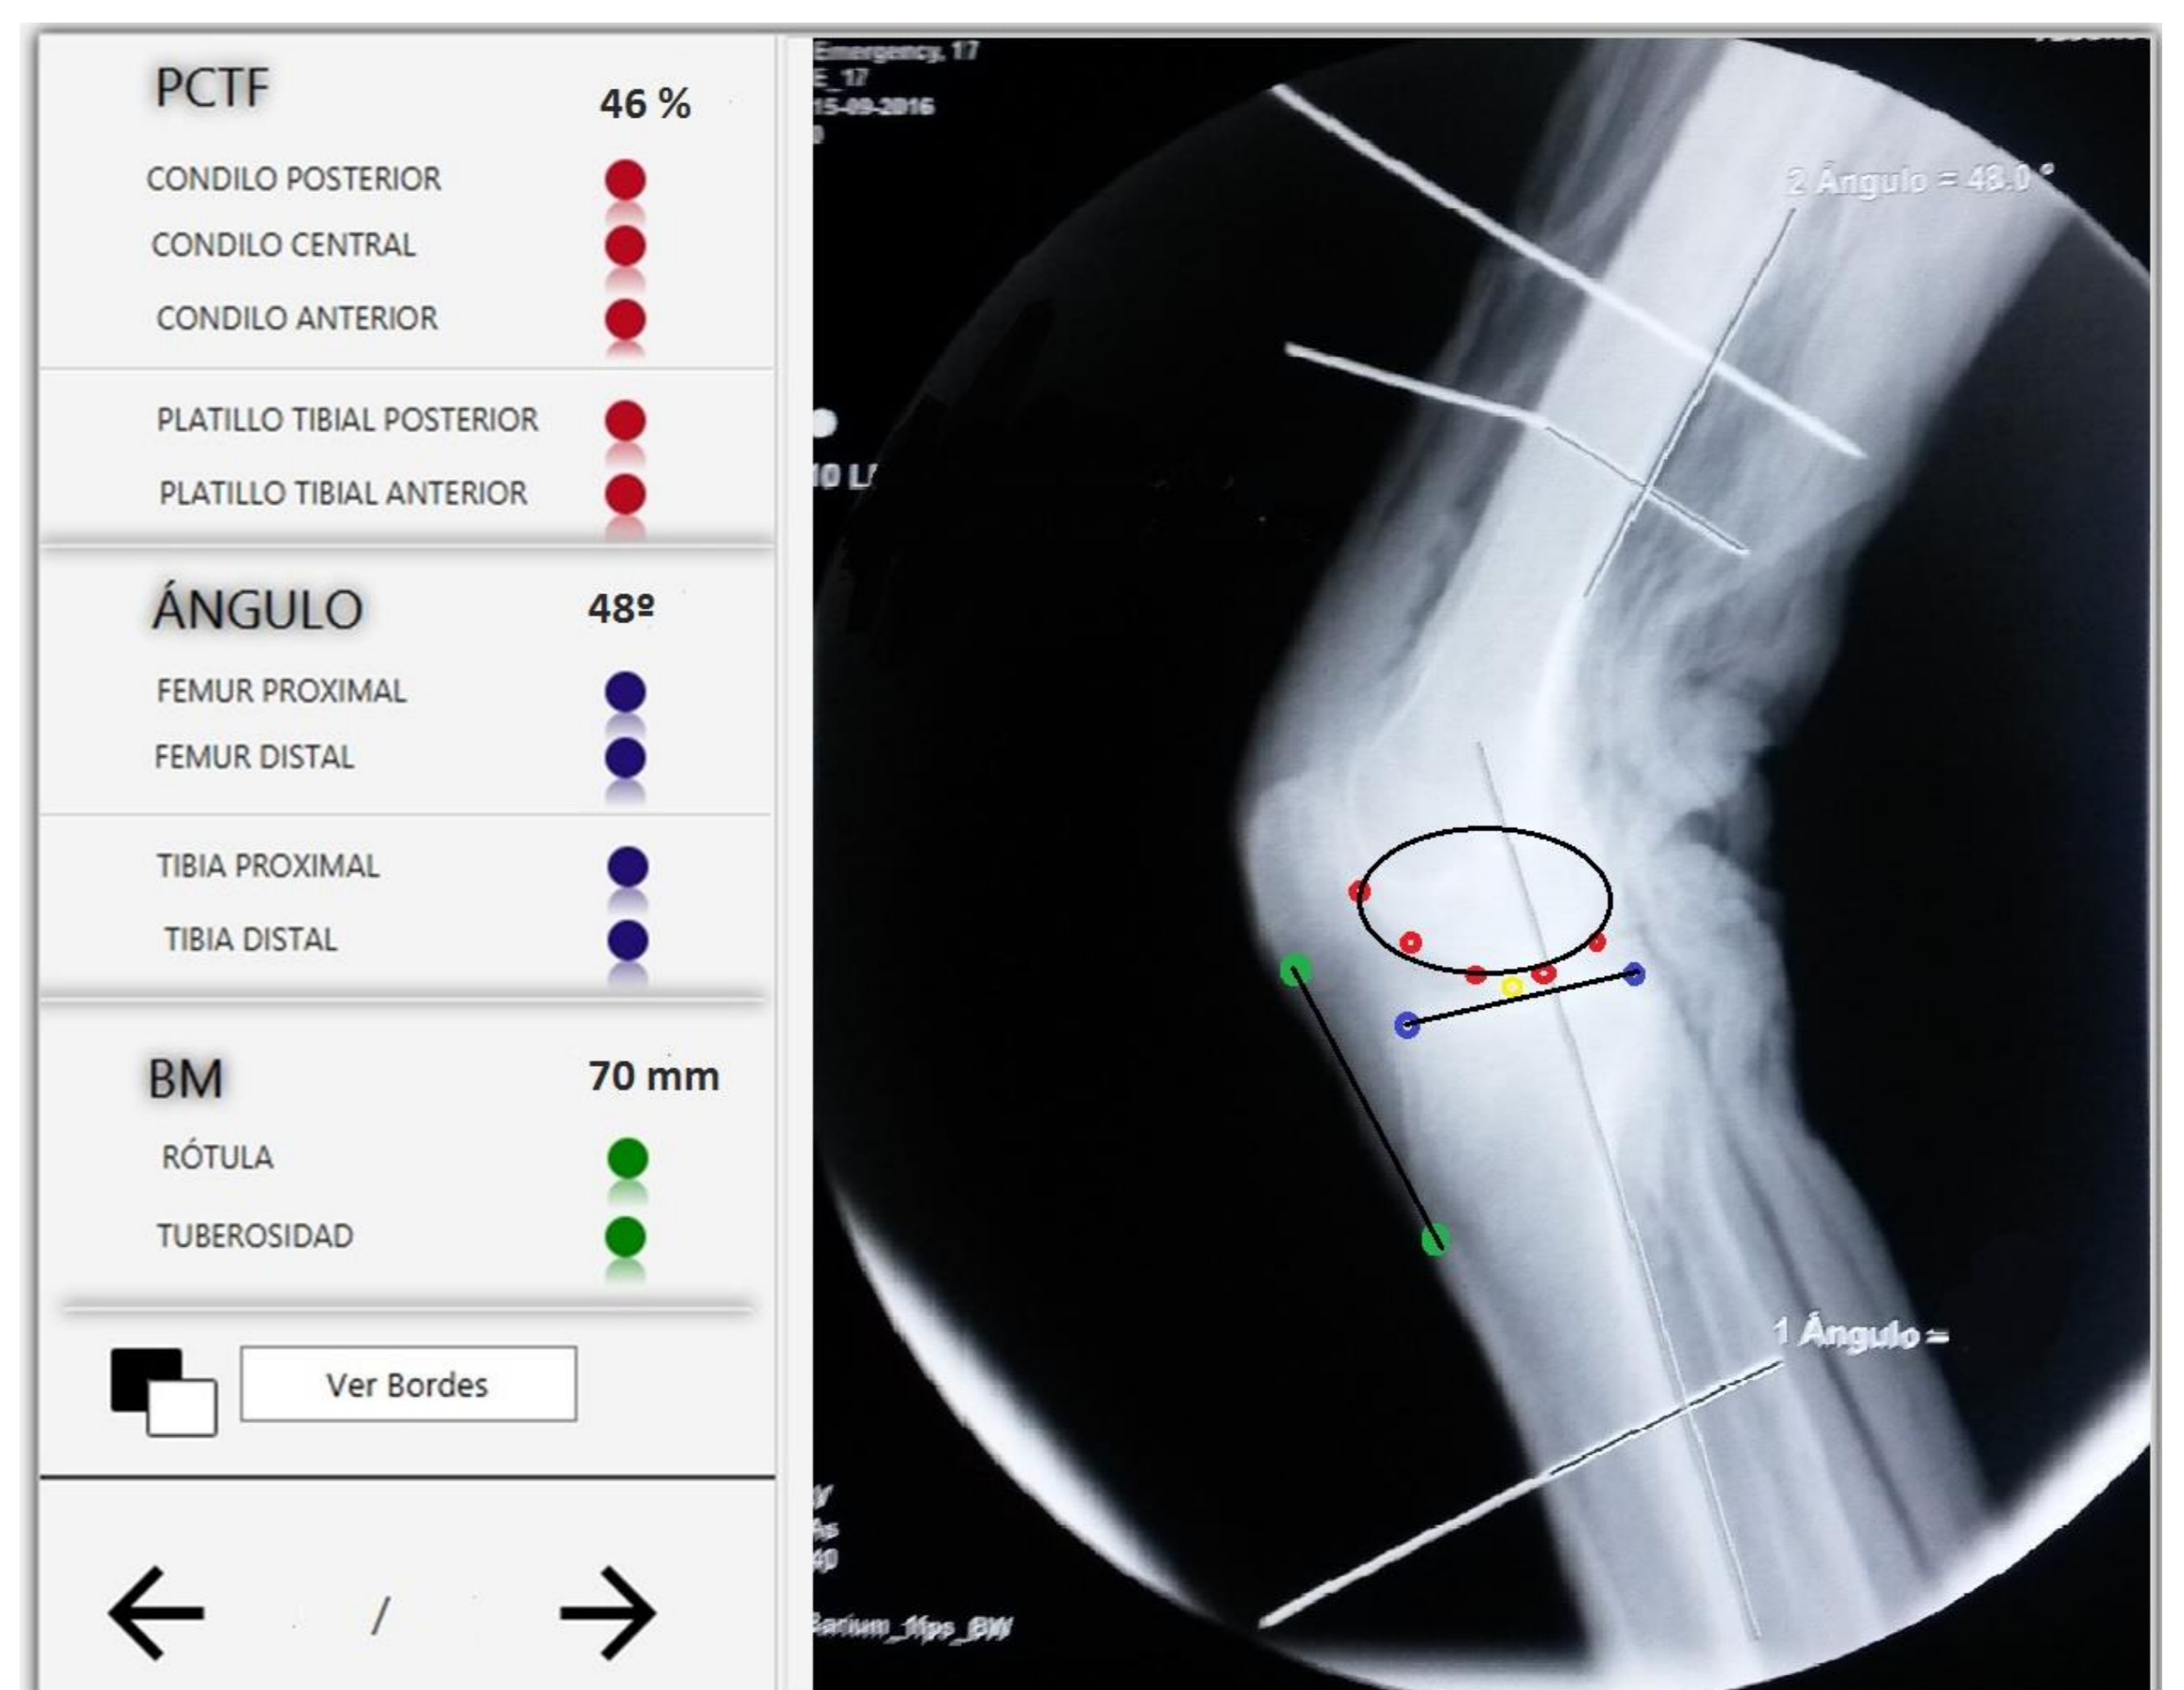 PCTF 46 %
CONDILO POSTERIOR
CONDILO CENTRAL
CONDILO ANTERIOR
PLATILLO TIBIAL POSTERIOR
PLATILLO TIBIAL ANTERIOR
ÁNGULO 48º
FEMUR PROXIMAL
FEMUR DISTAL
TIBIA PROXIMAL
TIBIA DISTAL
BM 70 mm
RÓTULA
TUBEROSIDAD
Ver Bordes
/
Emergency, 17
E_17
15-09-2016
2 Ángulo = 48.0 °
1 Ángulo =
Barium_1fps_BW